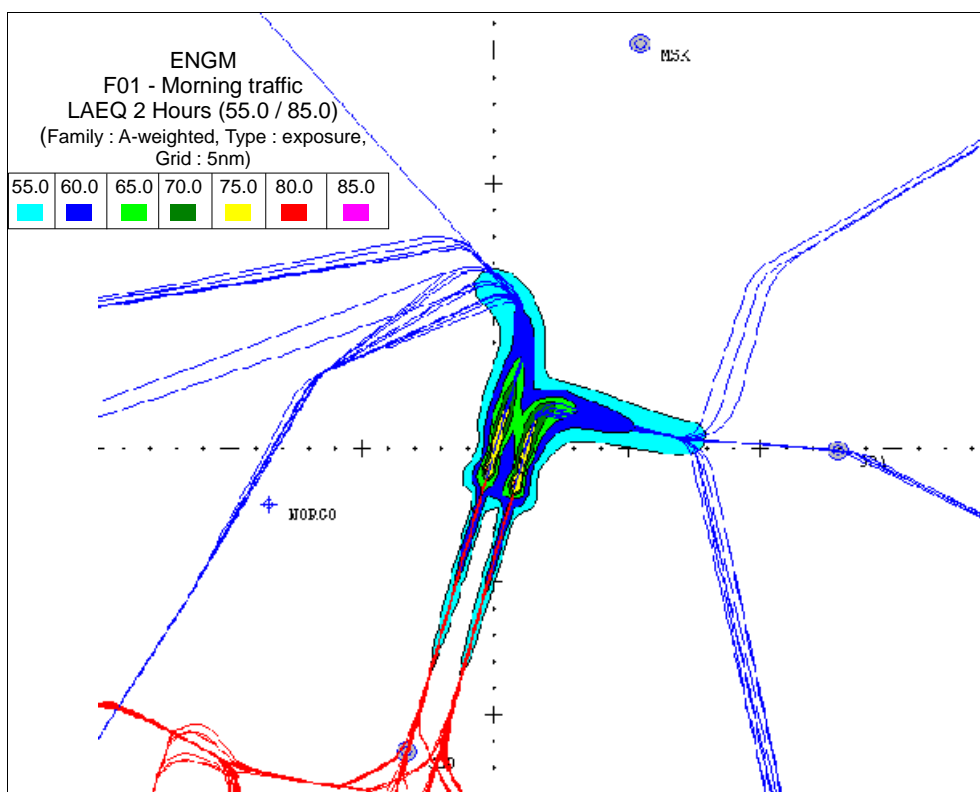 ENGM
F01 - Morning traffic
LAEQ 2 Hours (55.0 / 85.0)
(Family : A-weighted, Type : exposure,
Grid : 5nm)
55.0 60.0 65.0 70.0 75.0 80.0 85.0
MSK
NORGO